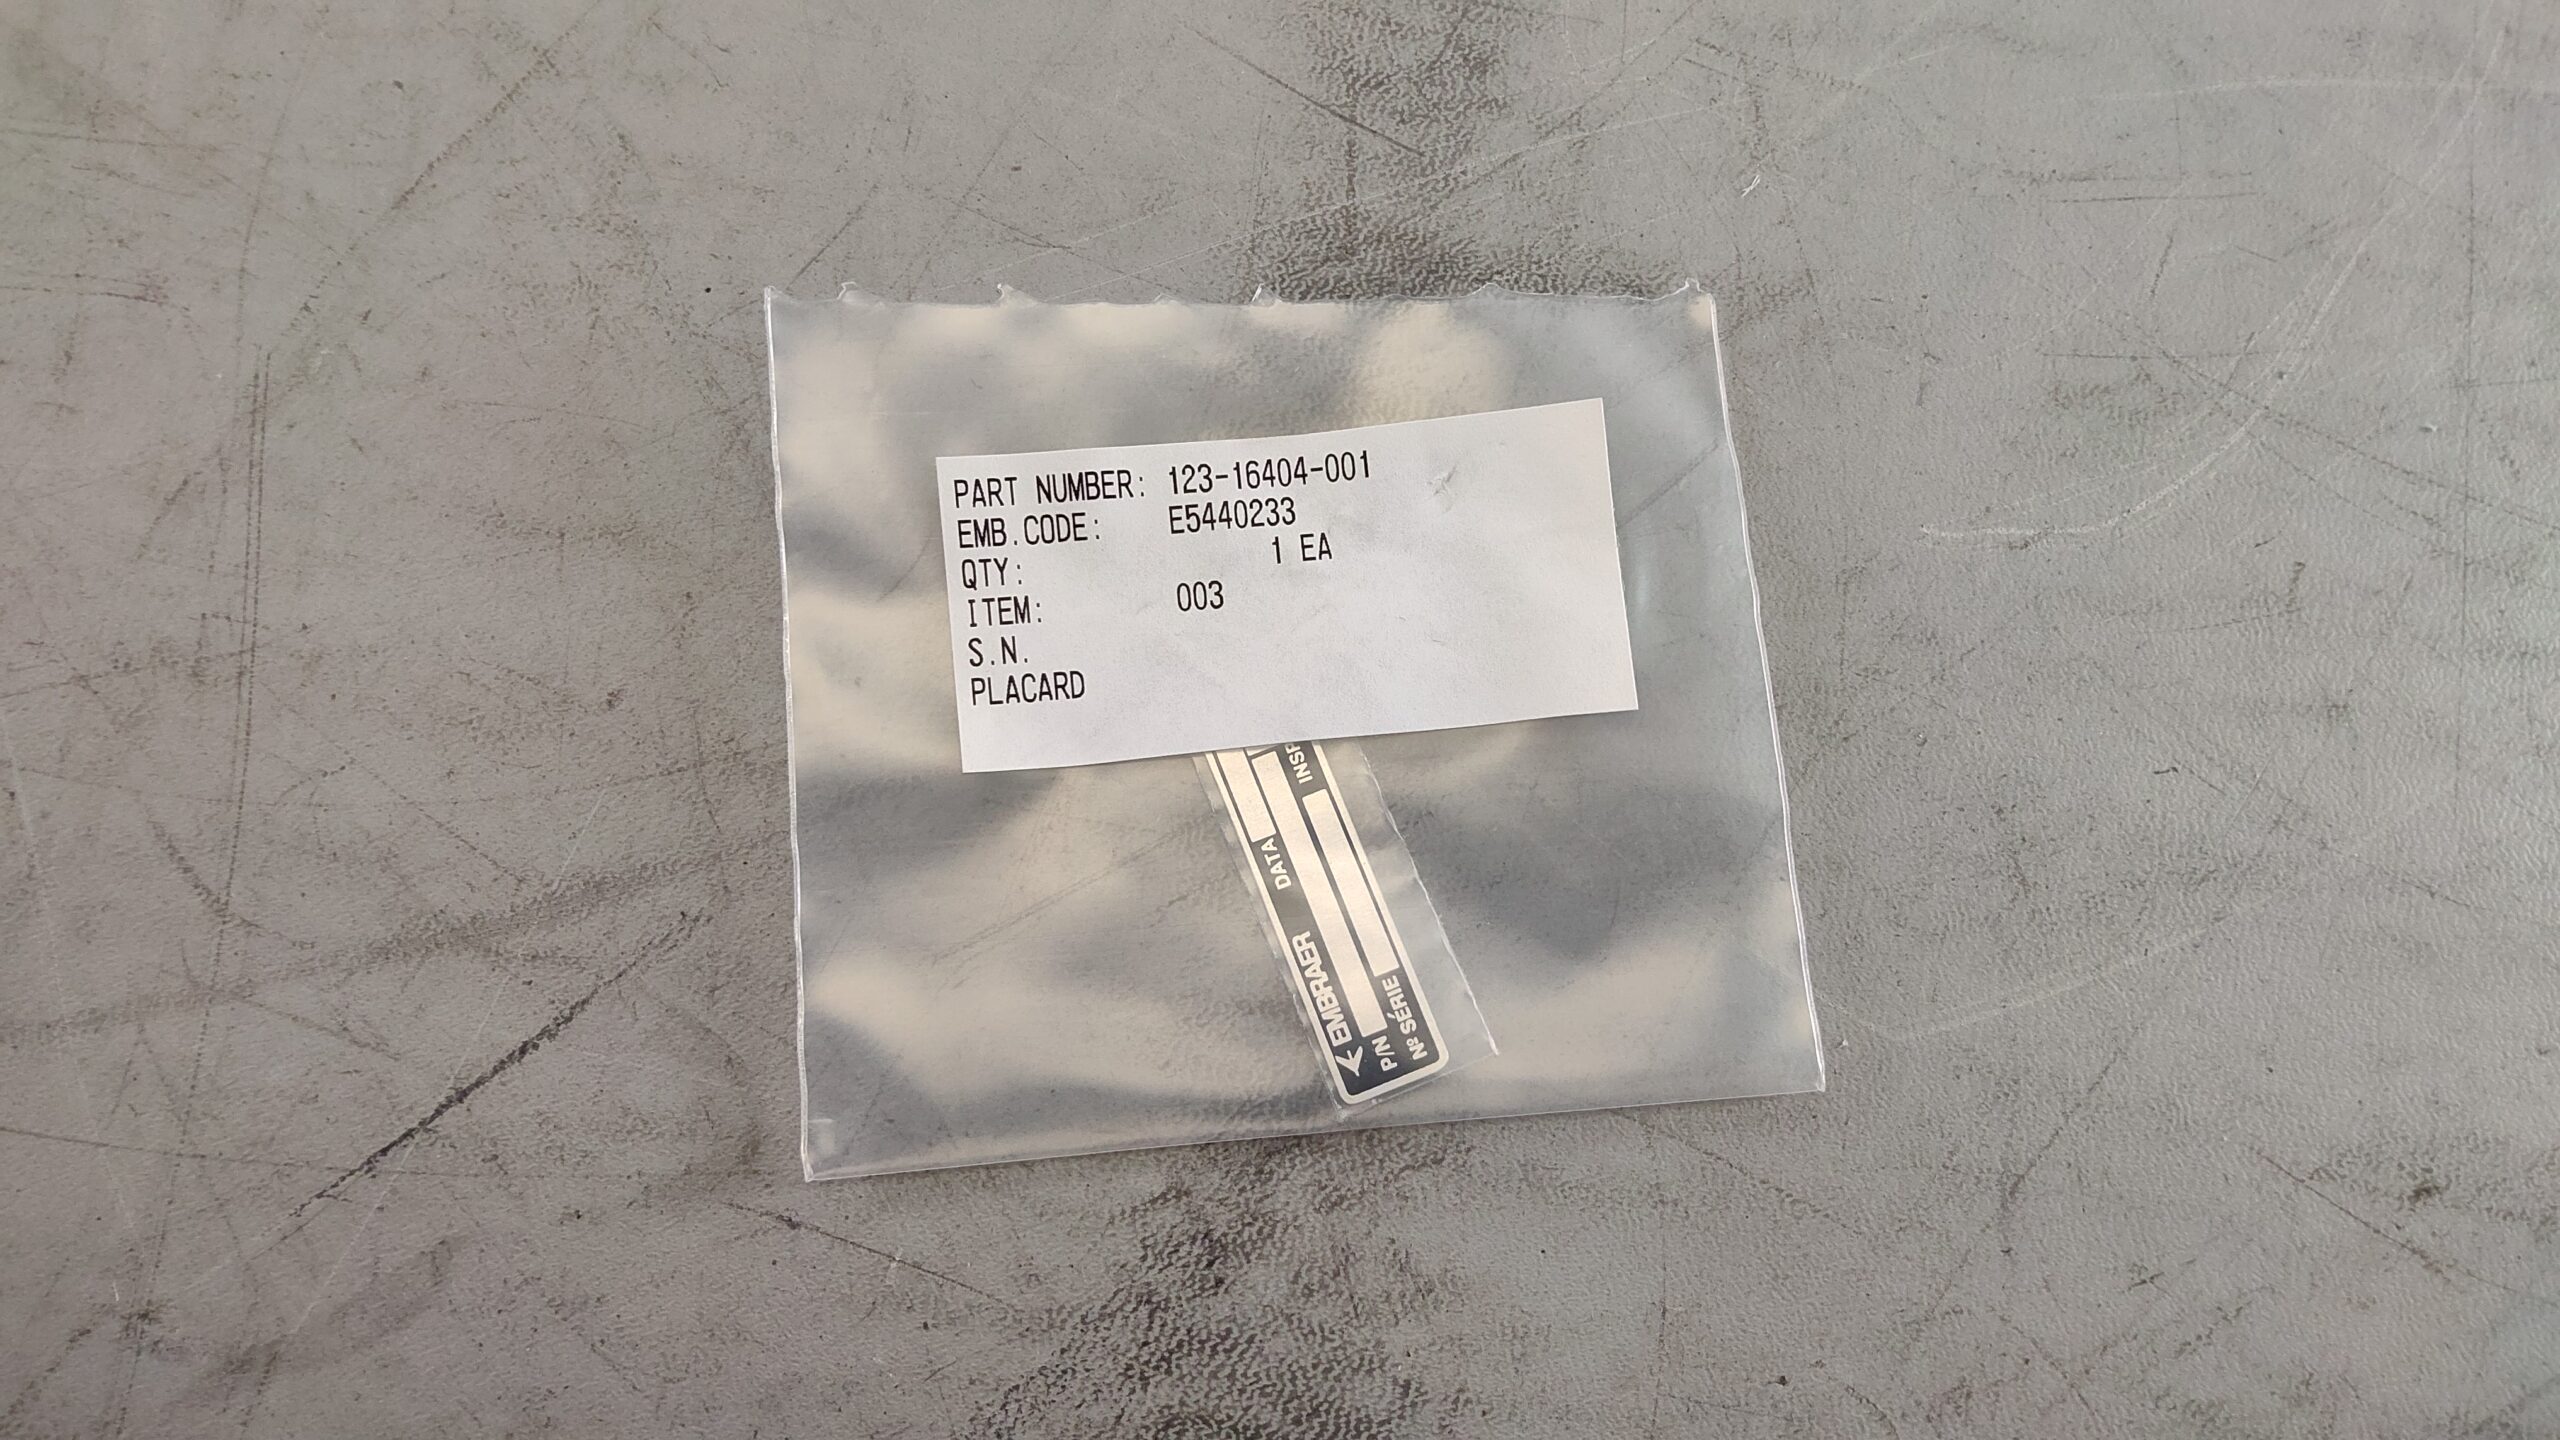 PART NUMBER: 123-16404-001
EMB.CODE: E5440233
QTY: 1 EA
ITEM: 003
S.N.
PLACARD
EMBRAER DATA
P/N
Nº SÉRIE